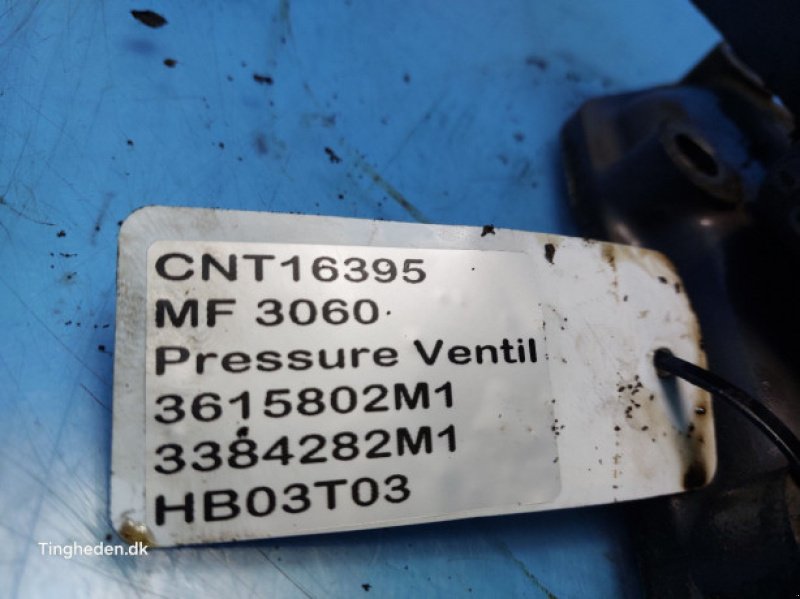 CNT16395
MF 3060
Pressure Ventil
3615802M1
3384282M1
HB03T03
Tingheden.dk